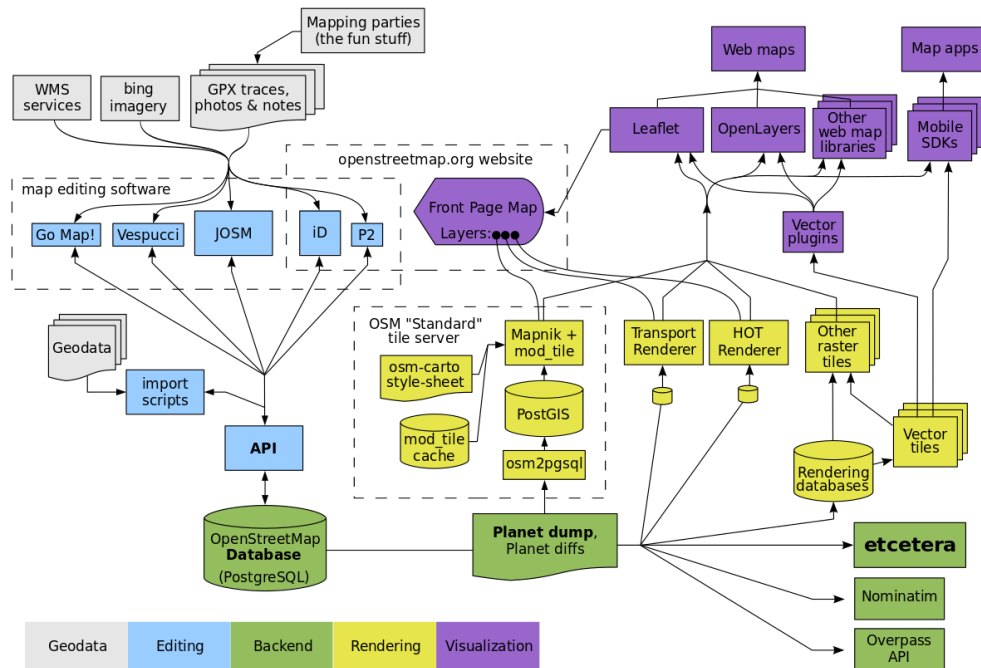 Mapping parties
(the fun stuff)
WMS
services
bing
imagery
GPX traces,
photos & notes
Web maps
Map apps
Leaflet
OpenLayers
Other
web map
libraries
Mobile
SDKs
openstreetmap.org website
map editing software
Go Map!
Vespucci
JOSM
iD
P2
Front Page Map
Layers:
Vector
plugins
OSM "Standard"
tile server
Mapnik +
mod_tile
Transport
Renderer
HOT
Renderer
Other
raster
tiles
Geodata
import
scripts
osm-carto
style-sheet
PostGIS
mod_tile
cache
osm2pgsql
Vector
tiles
Rendering
databases
API
OpenStreetMap
Database
(PostgreSQL)
Planet dump,
Planet diffs
etcetera
Nominatim
Overpass
API
Geodata
Editing
Backend
Rendering
Visualization